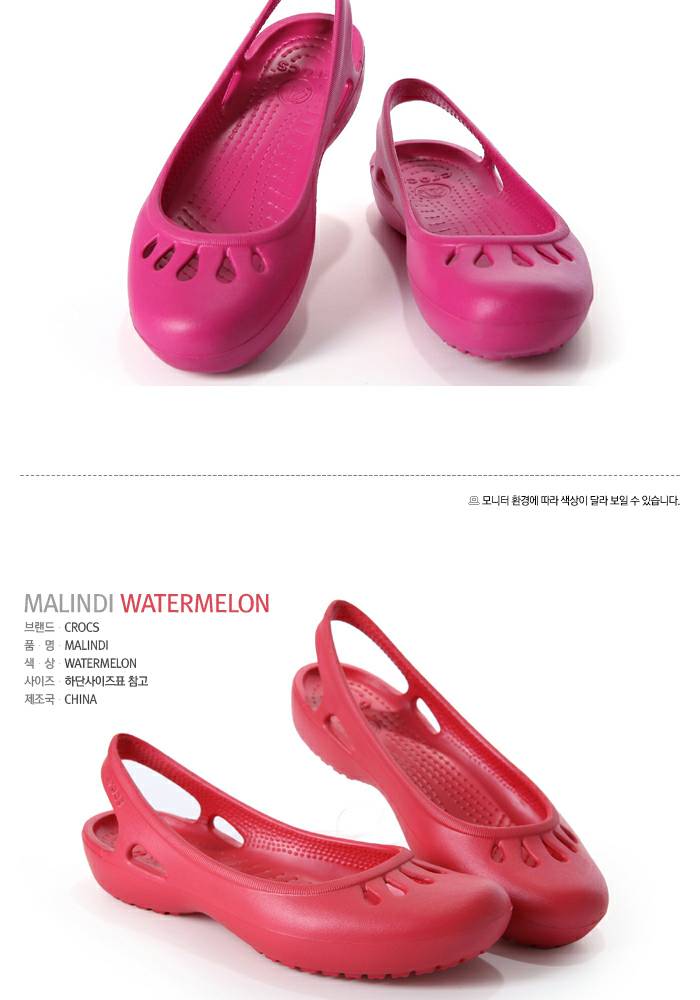 crocs
crocs
모니터 환경에 따라 색상이 달라 보일 수 있습니다.
MALINDI WATERMELON
브랜드 · CROCS
품 · 명 · MALINDI
색 · 상 · WATERMELON
사이즈 · 하단사이즈표 참고
제조국 · CHINA